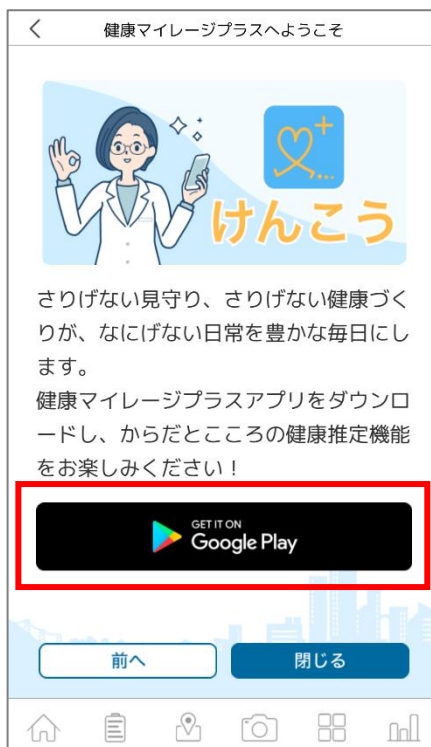 健康マイレージプラスへようこそ
けんこう
さりげない見守り、さりげない健康づく
りが、なにげない日常を豊かな毎日にし
ます。
健康マイレージプラスアプリをダウンロ
ードし、からだとこころの健康推定機能
をお楽しみください！
GET IT ON
Google Play
前へ
閉じる